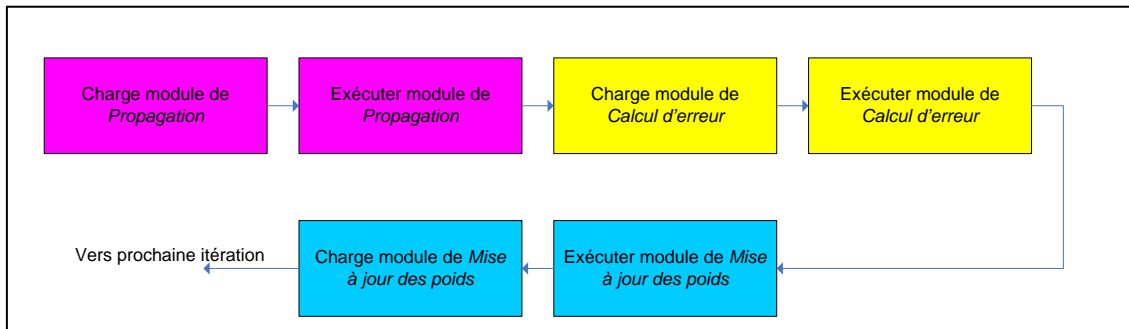 Charge module de
Propagation
Exécuter module de
Propagation
Charge module de
Calcul d'erreur
Exécuter module de
Calcul d'erreur
Vers prochaine itération
Charge module de Mise
à jour des poids
Exécuter module de Mise
à jour des poids